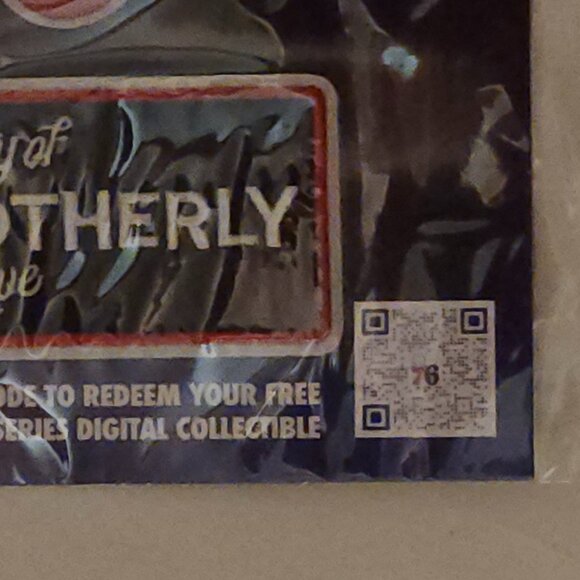 y of
OTHERLY
ve
ODE TO REDEEM YOUR FREE
SERIES DIGITAL COLLECTIBLE
76